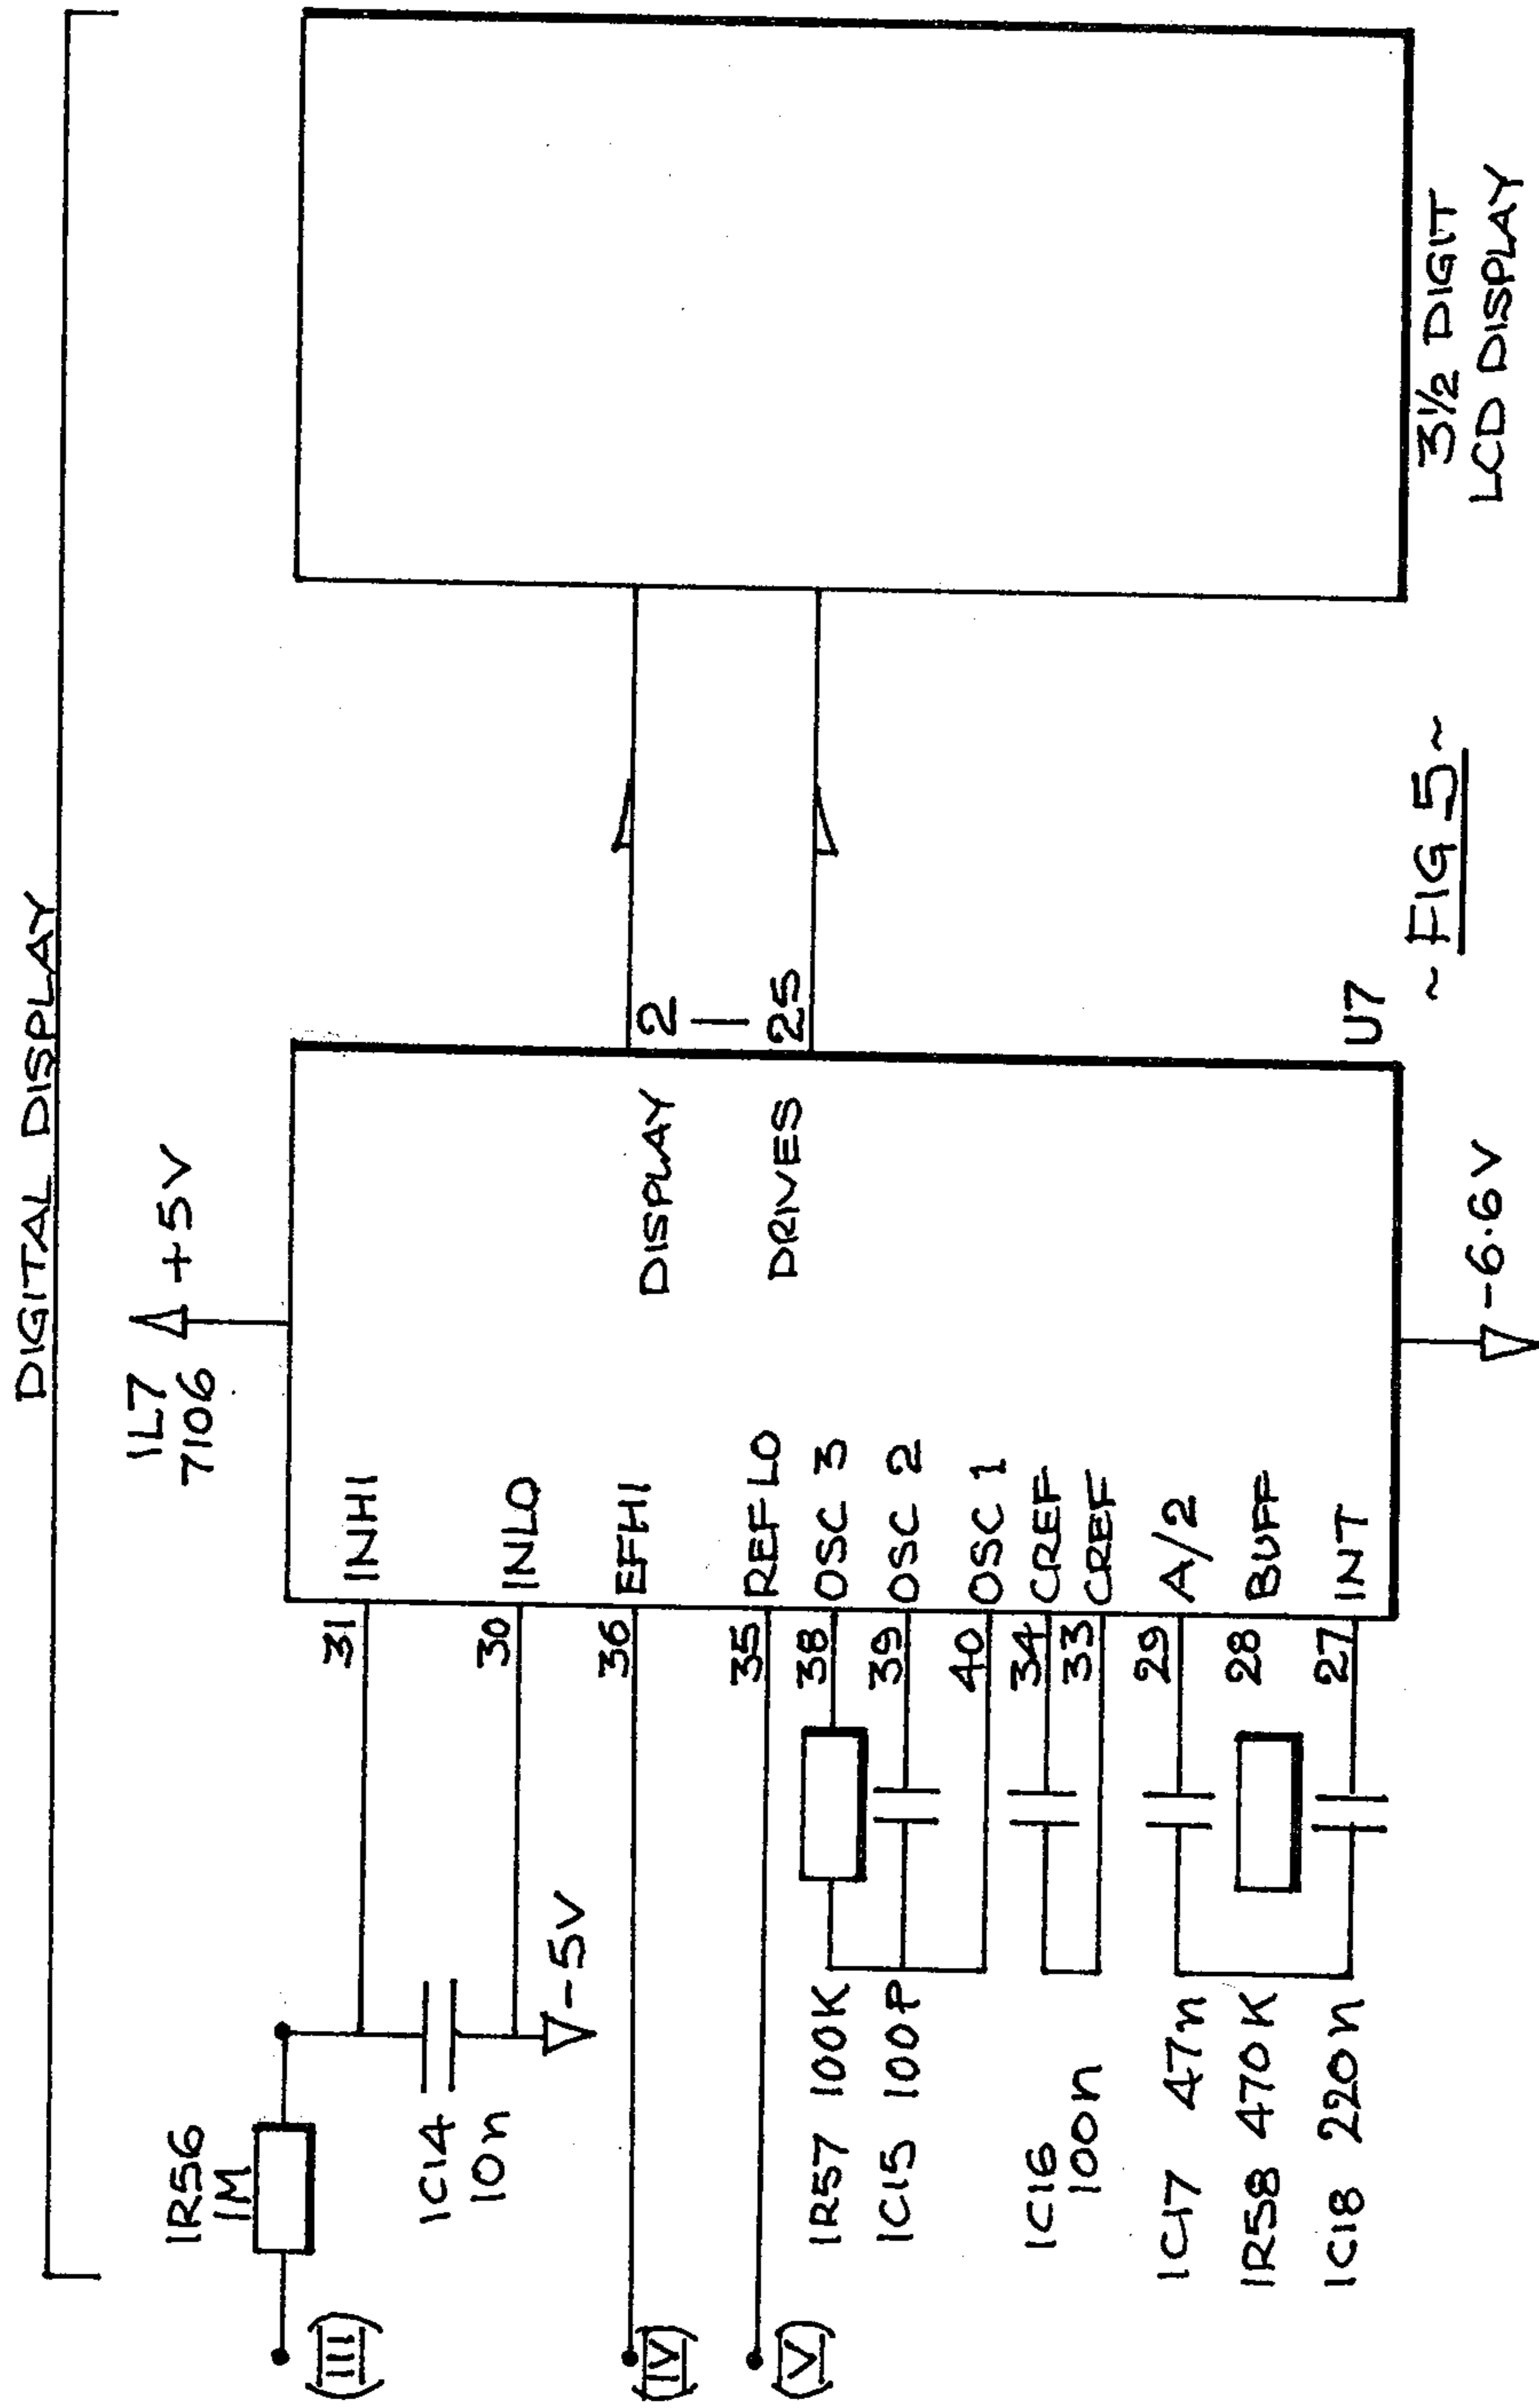 DIGITAL DISPLAY
1L7
7106
+5V
1R56
1M
(III)
1C14
10n
-5V
(IV)
(V)
31
INHI
30
INLO
36
EFHI
35
REFLO
1R57 100K
38
OSC 3
1C15 100P
39
OSC 2
40
OSC 1
1C16
100n
34
CREF
33
CREF
1C17 47n
29
A/2
1R58 470K
28
BUFF
1C18 220n
27
INT
DISPLAY
DRIVES
2
25
U7
-6.6V
3½ DIGIT
LCD DISPLAY
~FIG 5~